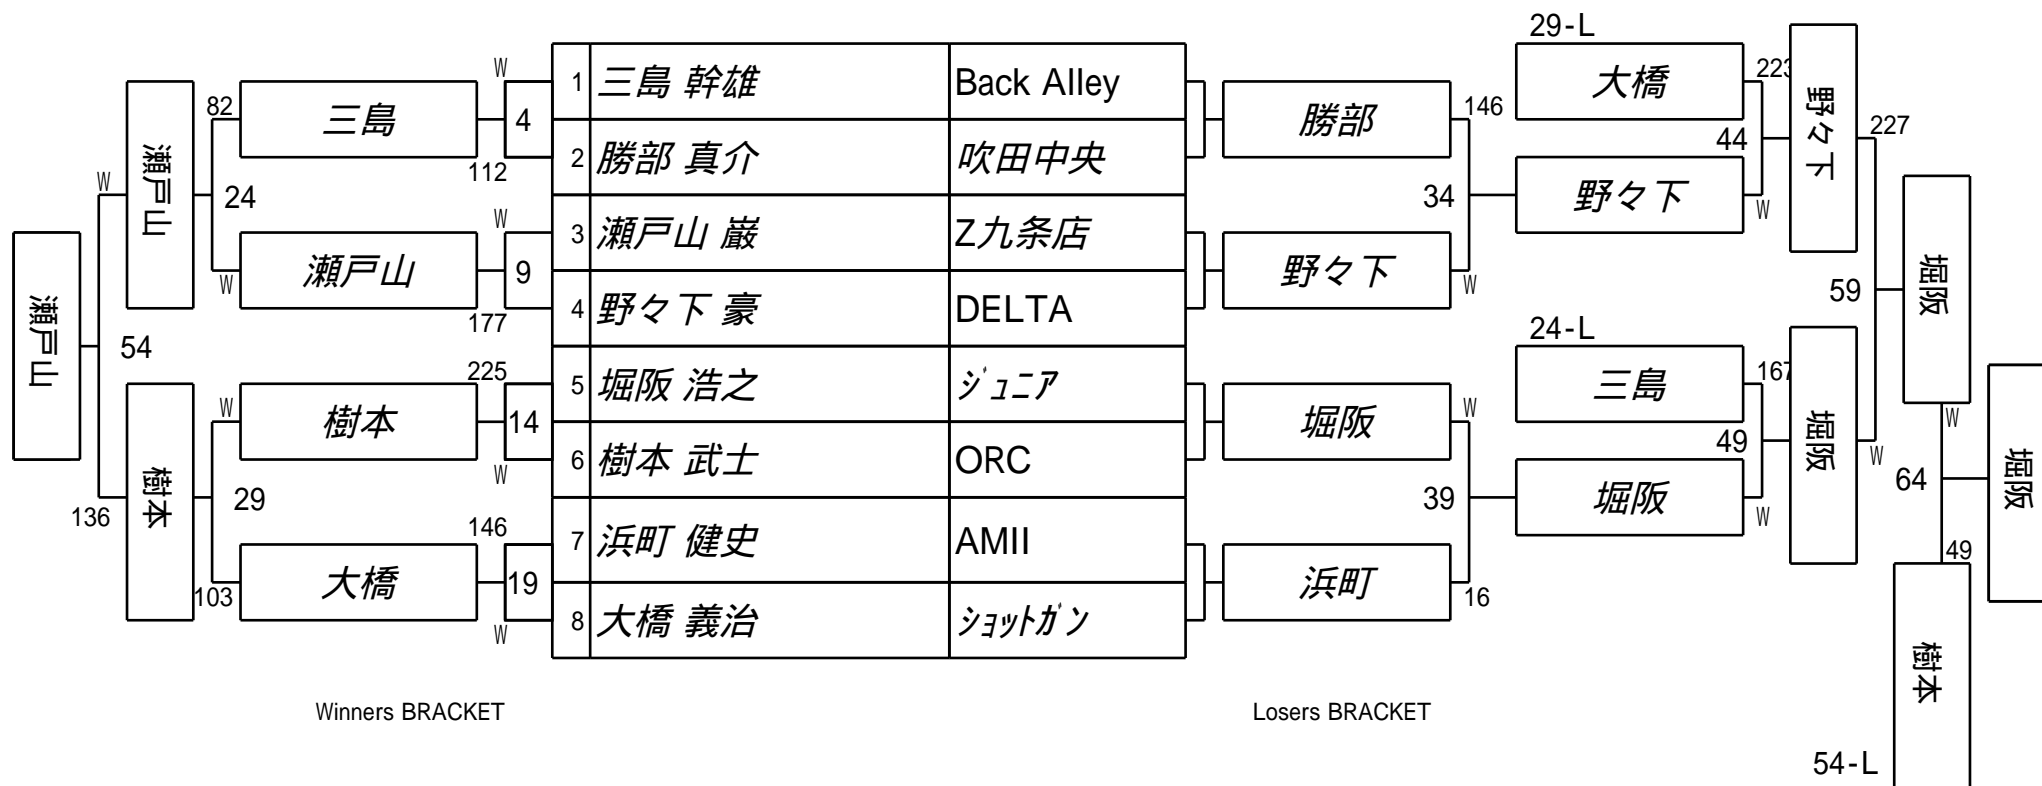 29-L
W
1 三島 幹雄 Back Alley
大橋
223
82
三島
4
勝部
146
野々下
227
瀬戸山
112
2 勝部 真介 吹田中央
44
W
24
W
34
野々下
W
堀阪
瀬戸山
3 瀬戸山 巌 Z九条店
W
瀬戸山
9
野々下
W
59
177
4 野々下 豪 DELTA
54
24-L
225
5 堀阪 浩之 ジュニア
三島
167
W
樹本
14
堀阪
W
堀阪
W
樹本
6 樹本 武士 ORC
49
W
W
64
堀阪
136
29
39
堀阪
W
146
7 浜町 健史 AMII
49
103
大橋
19
浜町
16
W
8 大橋 義治 ショットガン
樹本
Winners BRACKET
Losers BRACKET
54-L